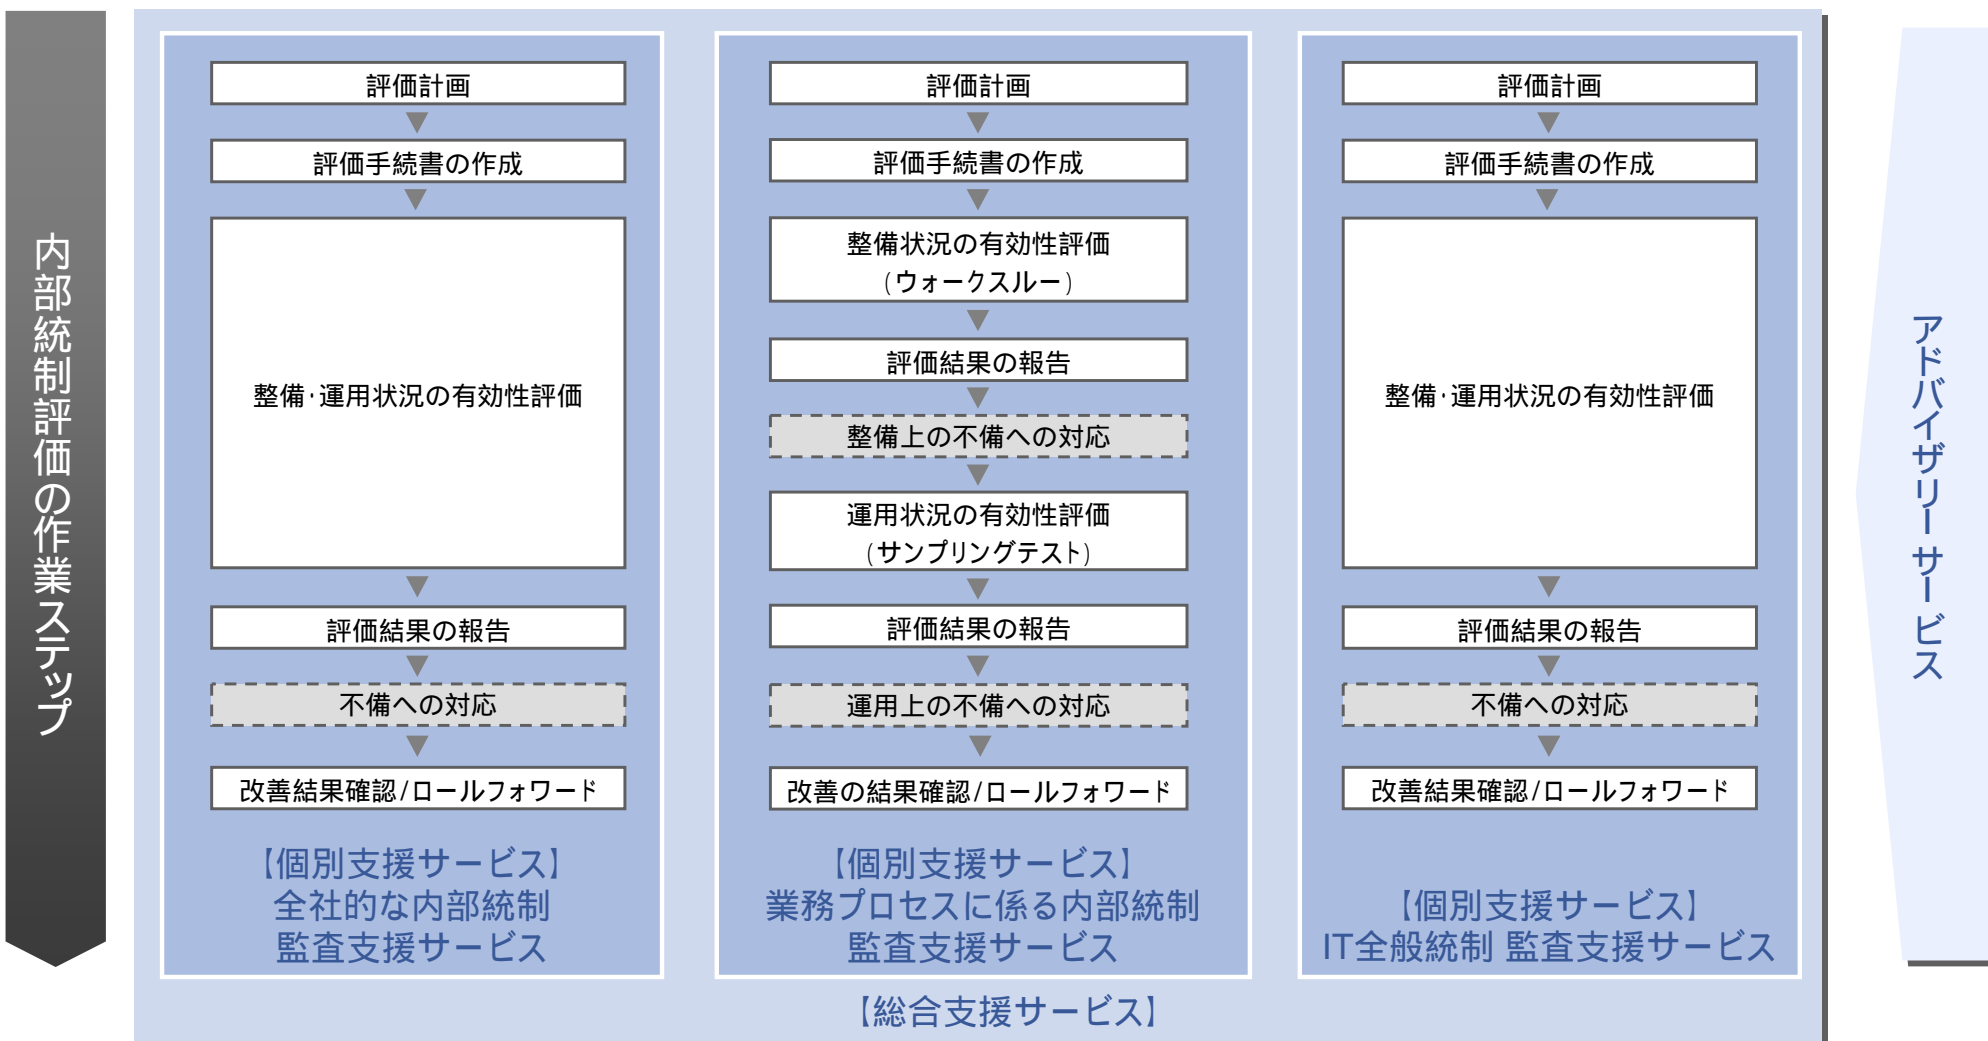 内部統制評価の作業ステップ
評価計画
評価手続書の作成
整備・運用状況の有効性評価
評価結果の報告
不備への対応
改善結果確認/ロールフォワード
【個別支援サービス】
全社的な内部統制
監査支援サービス
評価計画
評価手続書の作成
整備状況の有効性評価
(ウォークスルー)
評価結果の報告
整備上の不備への対応
運用状況の有効性評価
(サンプリングテスト)
評価結果の報告
運用上の不備への対応
改善の結果確認/ロールフォワード
【個別支援サービス】
業務プロセスに係る内部統制
監査支援サービス
評価計画
評価手続書の作成
整備・運用状況の有効性評価
評価結果の報告
不備への対応
改善結果確認/ロールフォワード
【個別支援サービス】
IT全般統制 監査支援サービス
【総合支援サービス】
アドバイザリーサービス